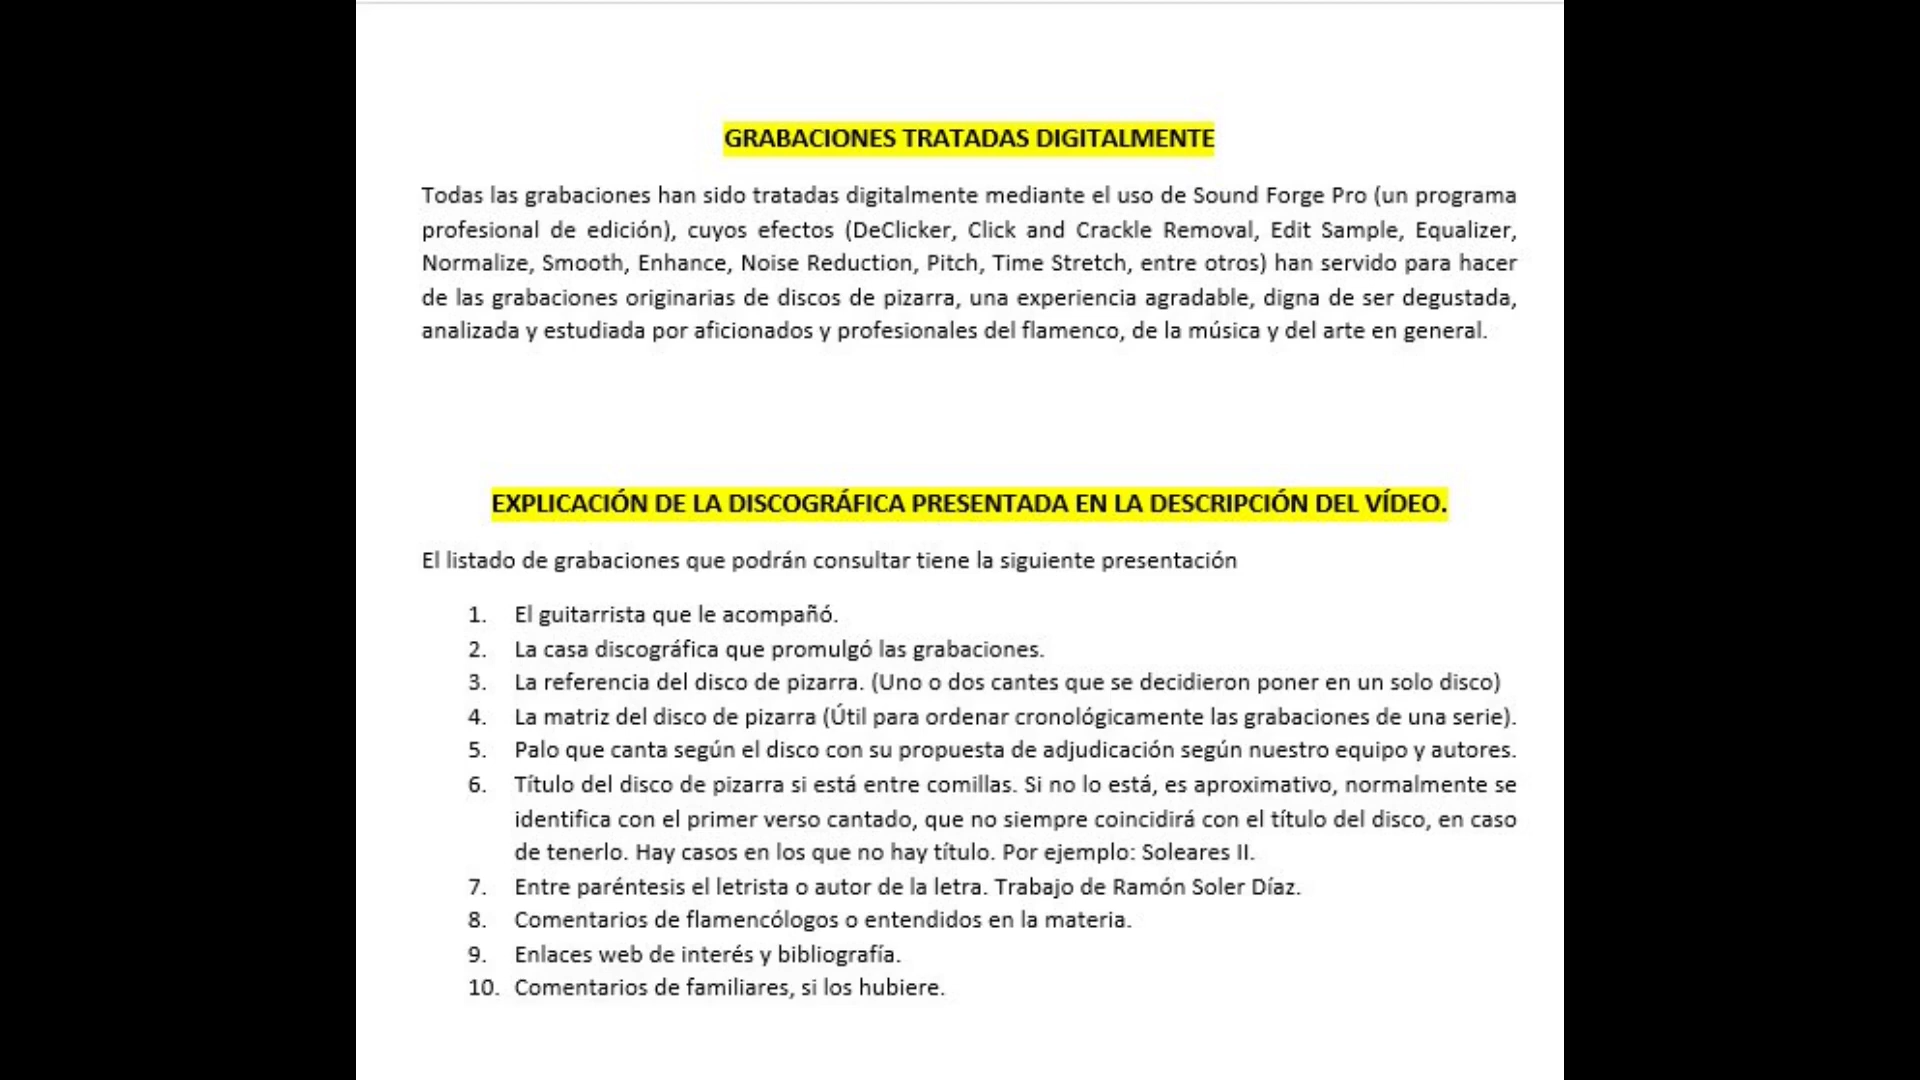 GRABACIONES TRATADAS DIGITALMENTE
Todas las grabaciones han sido tratadas digitalmente mediante el uso de Sound Forge Pro (un programa
profesional de edición), cuyos efectos (DeClicker, Click and Crackle Removal, Edit Sample, Equalizer,
Normalize, Smooth, Enhance, Noise Reduction, Pitch, Time Stretch, entre otros) han servido para hacer
de las grabaciones originarias de discos de pizarra, una experiencia agradable, digna de ser degustada,
analizada y estudiada por aficionados y profesionales del flamenco, de la música y del arte en general.
EXPLICACIÓN DE LA DISCOGRÁFICA PRESENTADA EN LA DESCRIPCIÓN DEL VÍDEO.
El listado de grabaciones que podrán consultar tiene la siguiente presentación
1. El guitarrista que le acompañó.
2. La casa discográfica que promulgó las grabaciones.
3. La referencia del disco de pizarra. (Uno o dos cantes que se decidieron poner en un solo disco)
4. La matriz del disco de pizarra (Útil para ordenar cronológicamente las grabaciones de una serie).
5. Palo que canta según el disco con su propuesta de adjudicación según nuestro equipo y autores.
6. Título del disco de pizarra si está entre comillas. Si no lo está, es aproximativo, normalmente se
identifica con el primer verso cantado, que no siempre coincidirá con el título del disco, en caso
de tenerlo. Hay casos en los que no hay título. Por ejemplo: Soleares II.
7. Entre paréntesis el letrista o autor de la letra. Trabajo de Ramón Soler Díaz.
8. Comentarios de flamencólogos o entendidos en la materia.
9. Enlaces web de interés y bibliografía.
10. Comentarios de familiares, si los hubiere.